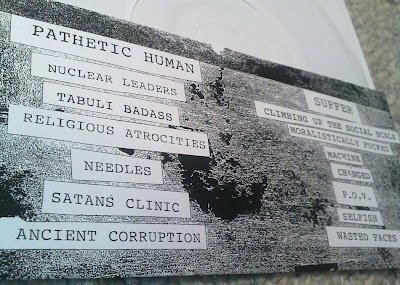 PATHETIC HUMAN
NUCLEAR LEADERS
TABULI BADASS
RELIGIOUS ATROCITIES
NEEDLES
SATANS CLINIC
ANCIENT CORRUPTION
SUFFER
CLIMBING UP THE SOCIAL SCALE
MORALISTICALLY FUCKED
MACHINE
CHANGED
P.O.V.
SELFISH
WASTED FACES